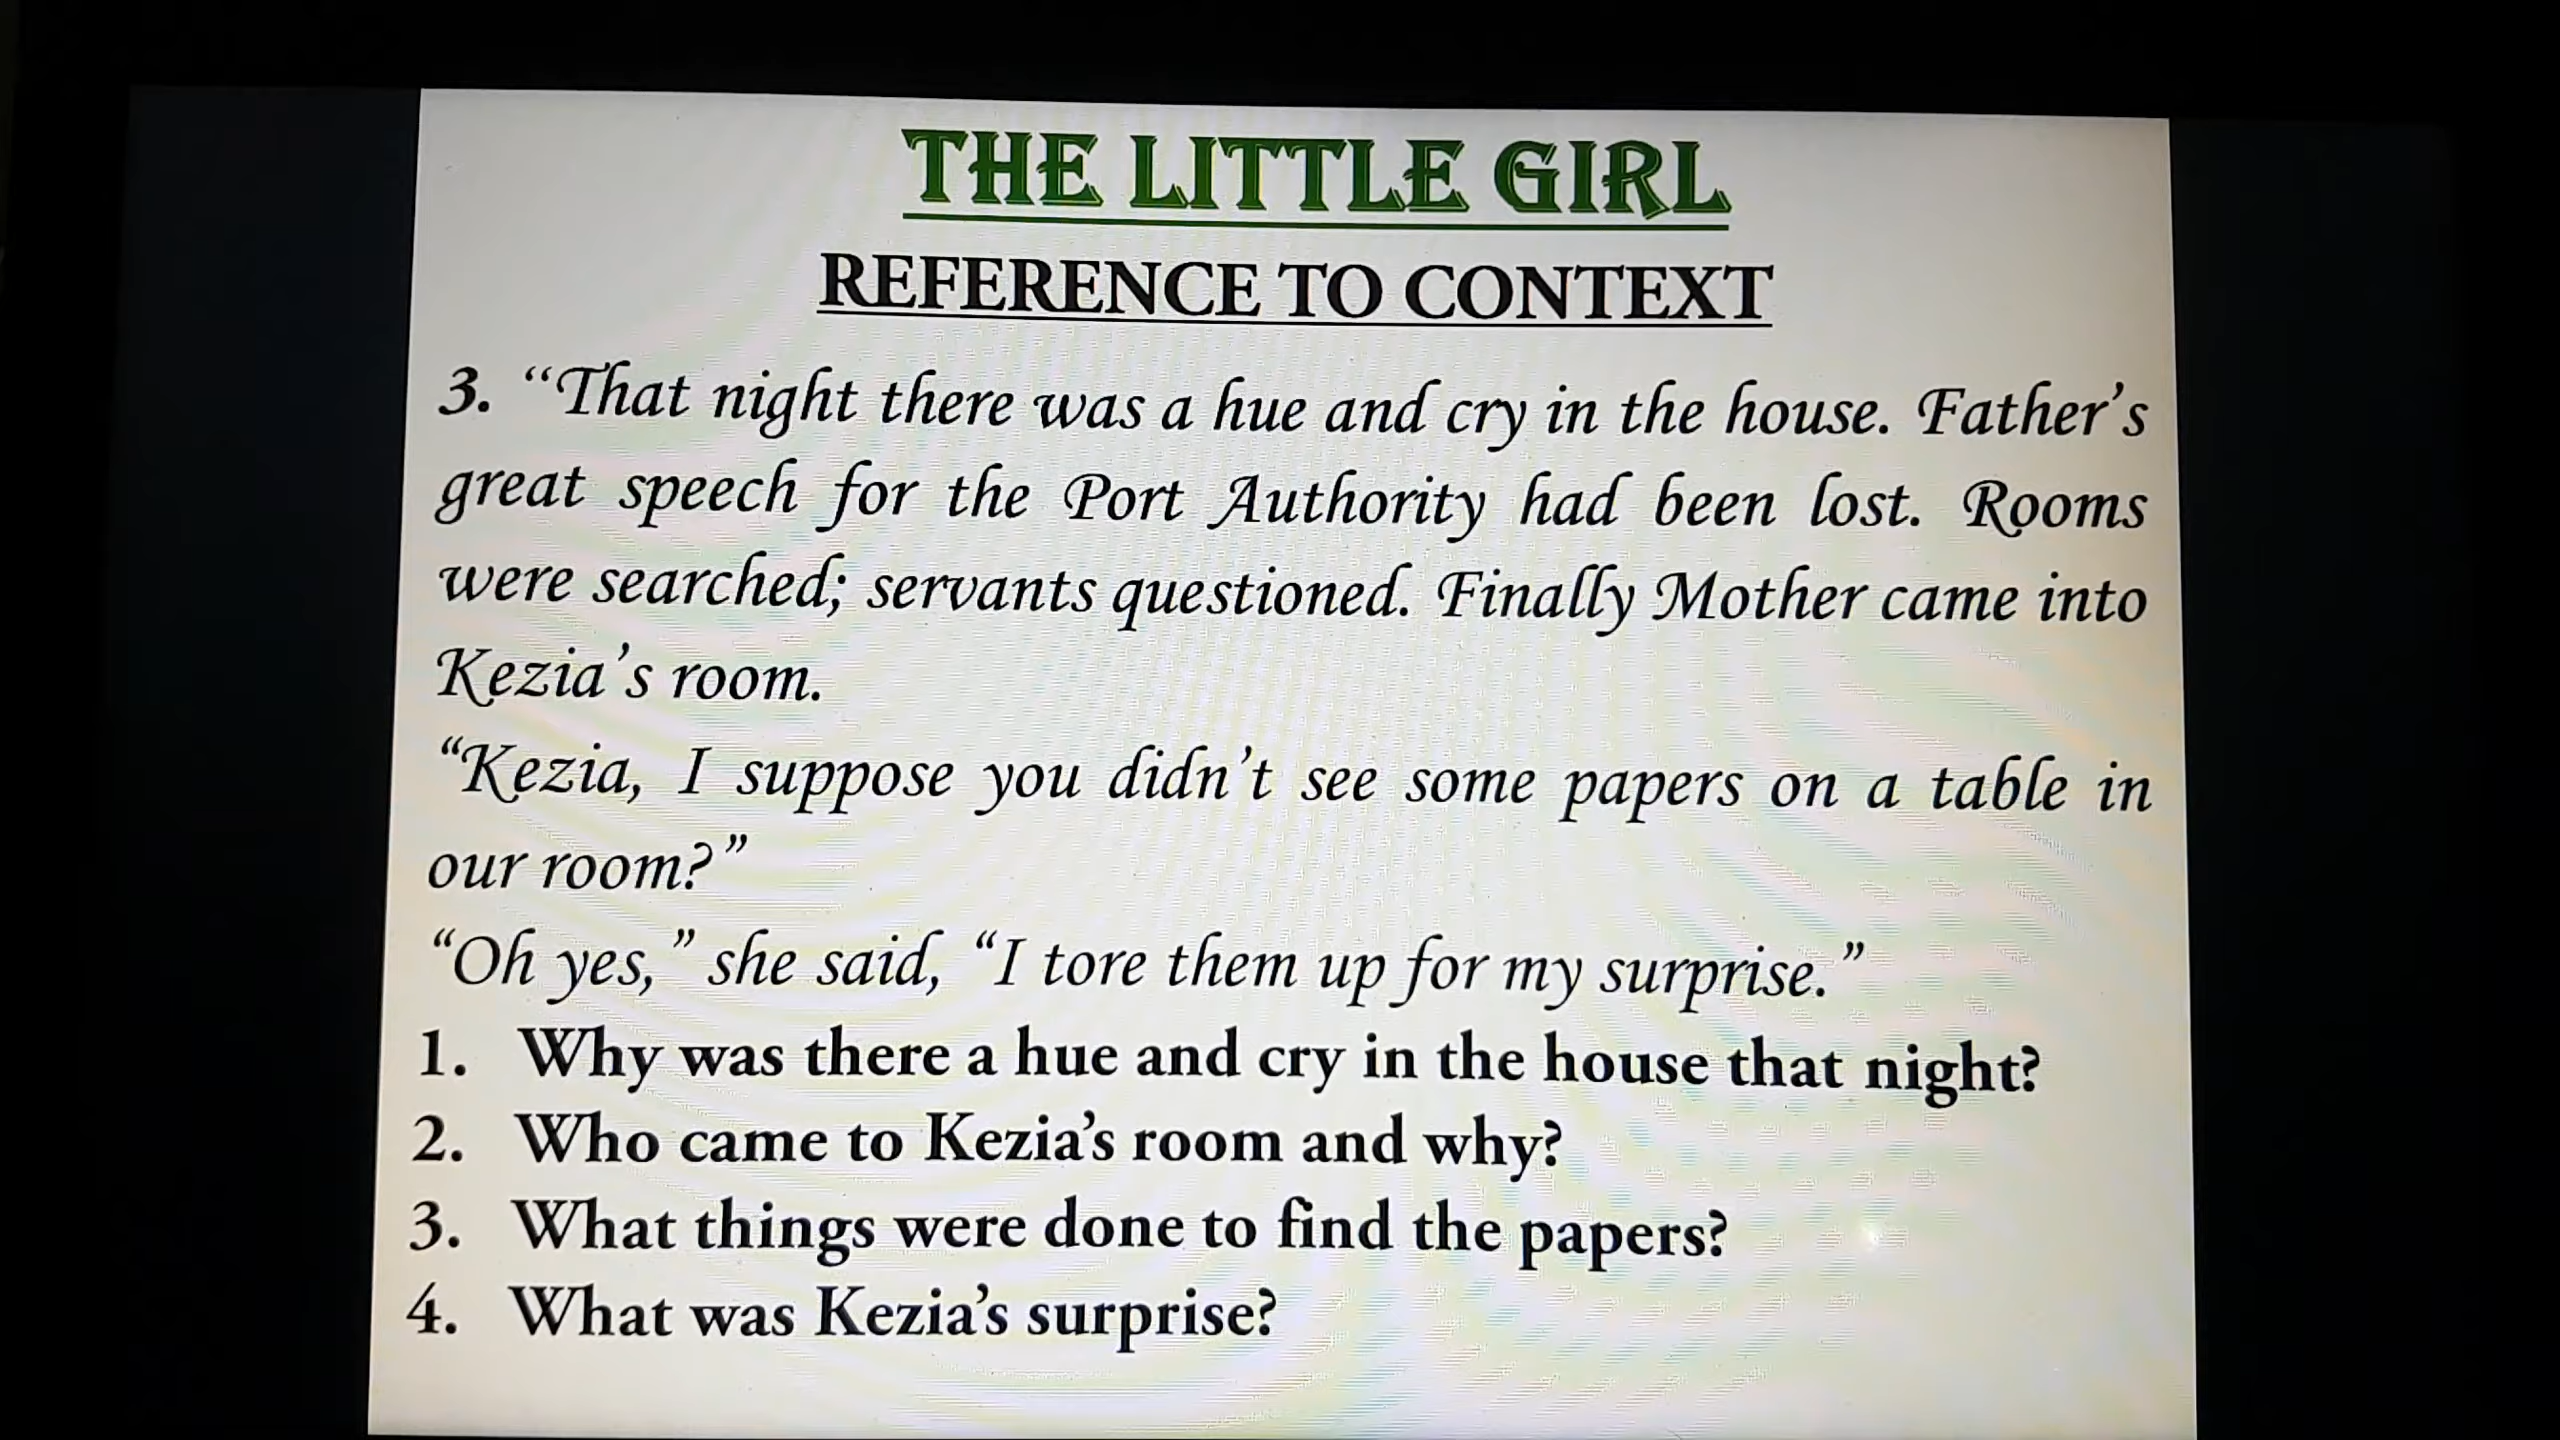 THE LITTLE GIRL
REFERENCE TO CONTEXT
3. “That night there was a hue and cry in the house. Father’s
great speech for the Port Authority had been lost. Rooms
were searched; servants questioned. Finally Mother came into
Kezia’s room.
“Kezia, I suppose you didn’t see some papers on a table in
our room?”
“Oh yes,” she said, “I tore them up for my surprise.”
1. Why was there a hue and cry in the house that night?
2. Who came to Kezia’s room and why?
3. What things were done to find the papers?
4. What was Kezia’s surprise?